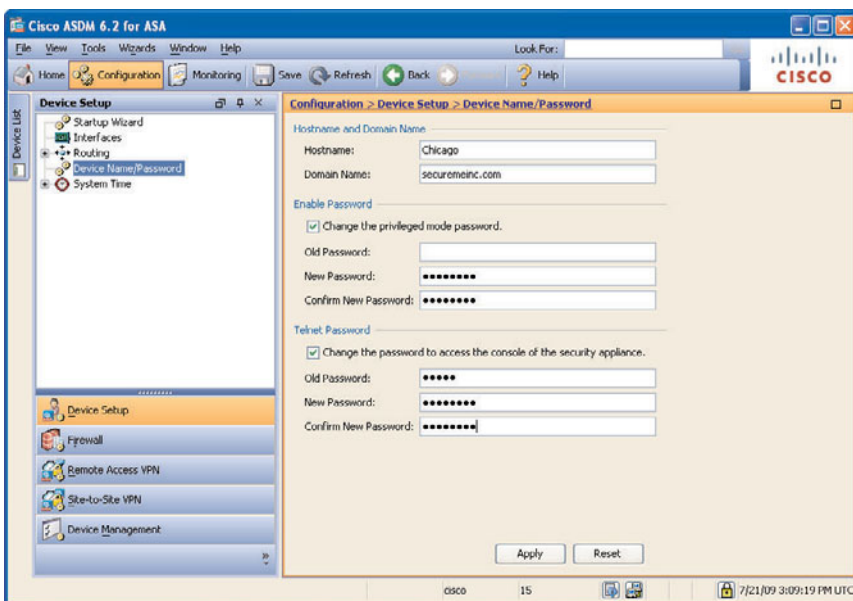 Cisco ASDM 6.2 for ASA
File View Tools Wizards Window Help Look For:
Home Configuration Monitoring Save Refresh Back Help
CISCO
Device List
Device Setup
Startup Wizard
Interfaces
Routing
Device Name/Password
System Time
Device Setup
Firewall
Remote Access VPN
Site-to-Site VPN
Device Management
Configuration > Device Setup > Device Name/Password
Hostname and Domain Name
Hostname: Chicago
Domain Name: securemeinc.com
Enable Password
Change the privileged mode password.
Old Password:
New Password: ••••••••
Confirm New Password: ••••••••
Telnet Password
Change the password to access the console of the security appliance.
Old Password: •••••
New Password: ••••••••
Confirm New Password: ••••••••
Apply Reset
cisco 15 7/21/09 3:09:19 PM UTC